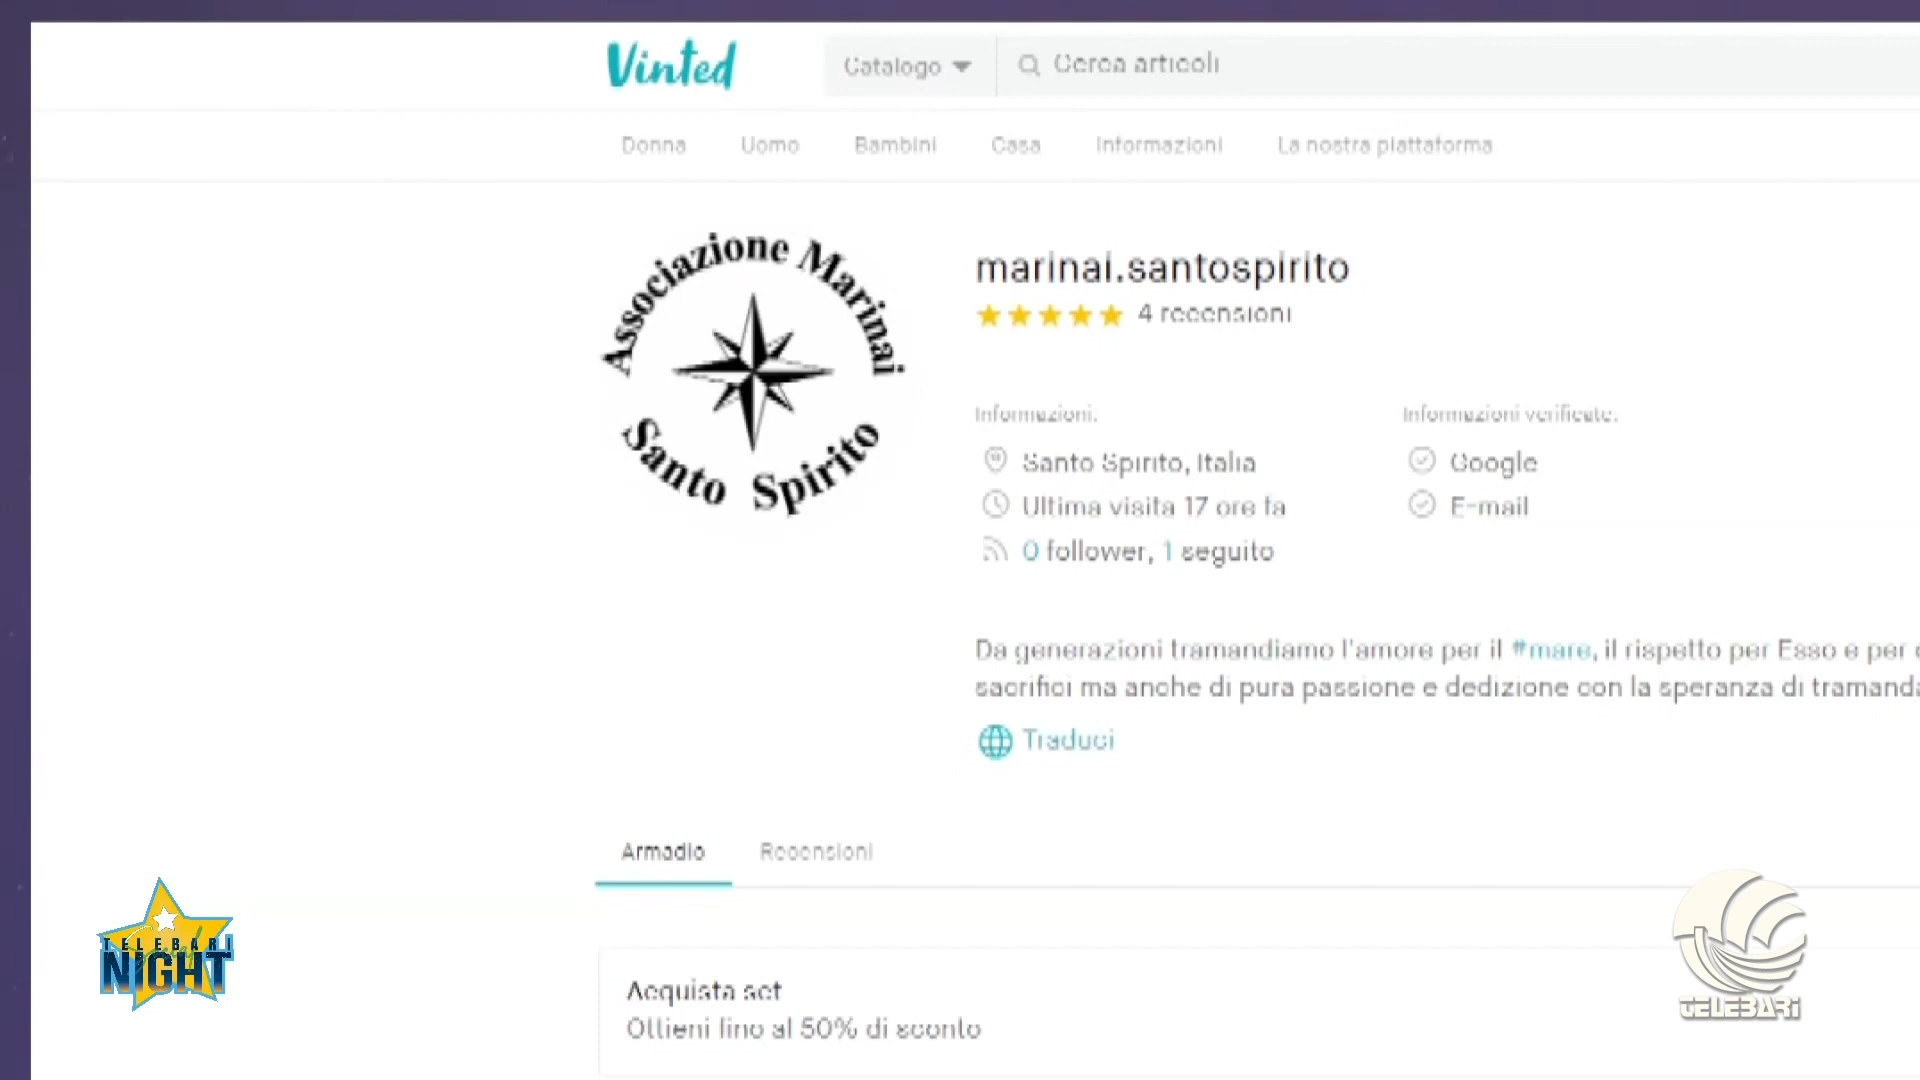 Vinted
Catalogo
Cerca articoli
Donna Uomo Bambini Casa Informazioni La nostra piattaforma
Associazione Marinai
Santo Spirito
marinai.santospirito
4 recensioni
Informazioni:
Informazioni verificate:
Santo Spirito, Italia
Google
Ultima visita 17 ore fa
E-mail
0 follower, 1 seguito
Da generazioni tramandiamo l'amore per il #mare, il rispetto per Esso e per
sacrifici ma anche di pura passione e dedizione con la speranza di tramanda
Traduci
Armadio Recensioni
Acquista set
Ottieni fino al 50% di sconto
TELEBARI
NIGHT
TELEBARI